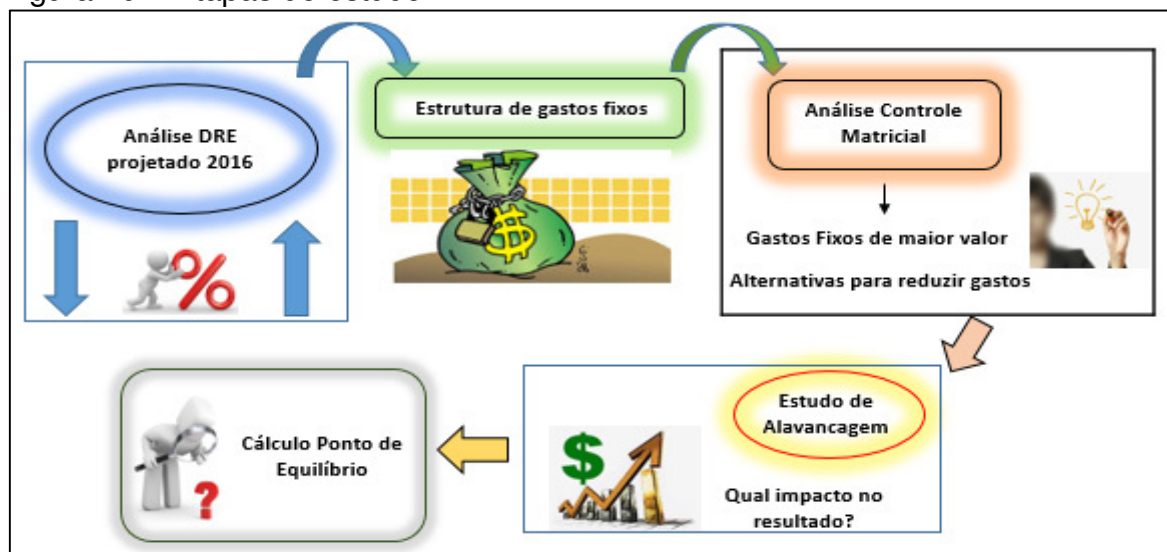 Análise DRE
projetado 2016
Estrutura de gastos fixos
Análise Controle
Matricial
Gastos Fixos de maior valor
Alternativas para reduzir gastos
Estudo de
Alavancagem
Qual impacto no
resultado?
Cálculo Ponto de
Equilíbrio